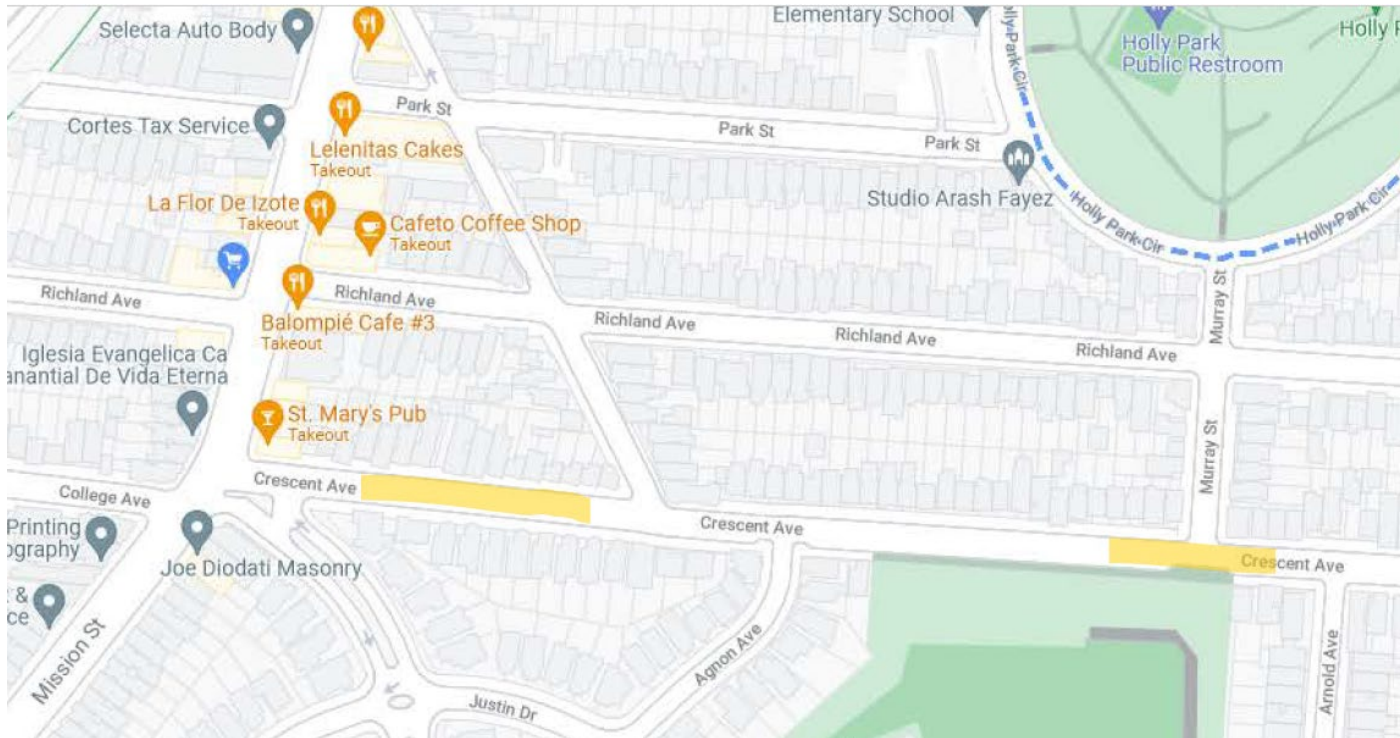 Selecta Auto Body
Elementary School
Holly Park
Public Restroom
Holly
Park St
Park St
Park St
Holly-Park-Cir
Cortes Tax Service
Lelenitas Cakes
Takeout
Studio Arash Fayez
La Flor De Izote
Takeout
Cafeto Coffee Shop
Takeout
Holly Park-Cir
Holly-Park Cir
Richland Ave
Richland Ave
Richland Ave
Richland Ave
Richland Ave
Murray St
Balompié Cafe #3
Takeout
Iglesia Evangelica Ca
anantial De Vida Eterna
St. Mary's Pub
Takeout
Murray St
College Ave
Crescent Ave
Crescent Ave
Crescent Ave
Printing
ography
Joe Diodati Masonry
&
ce
Mission St
Agnon Ave
Arnold Ave
Justin Dr